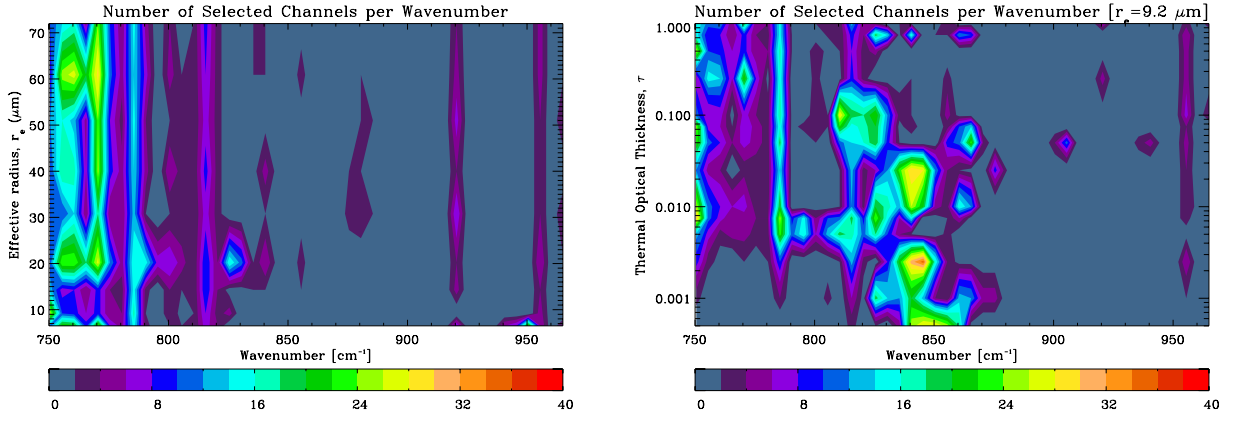 Number of Selected Channels per Wavenumber
Effective radius, r_e (μm)
70
60
50
40
30
20
10
750 800 850 900 950
Wavenumber [cm⁻¹]
0 8 16 24 32 40
Number of Selected Channels per Wavenumber [r_e=9.2 μm]
Thermal Optical Thickness, τ
1.000
0.100
0.010
0.001
750 800 850 900 950
Wavenumber [cm⁻¹]
0 8 16 24 32 40